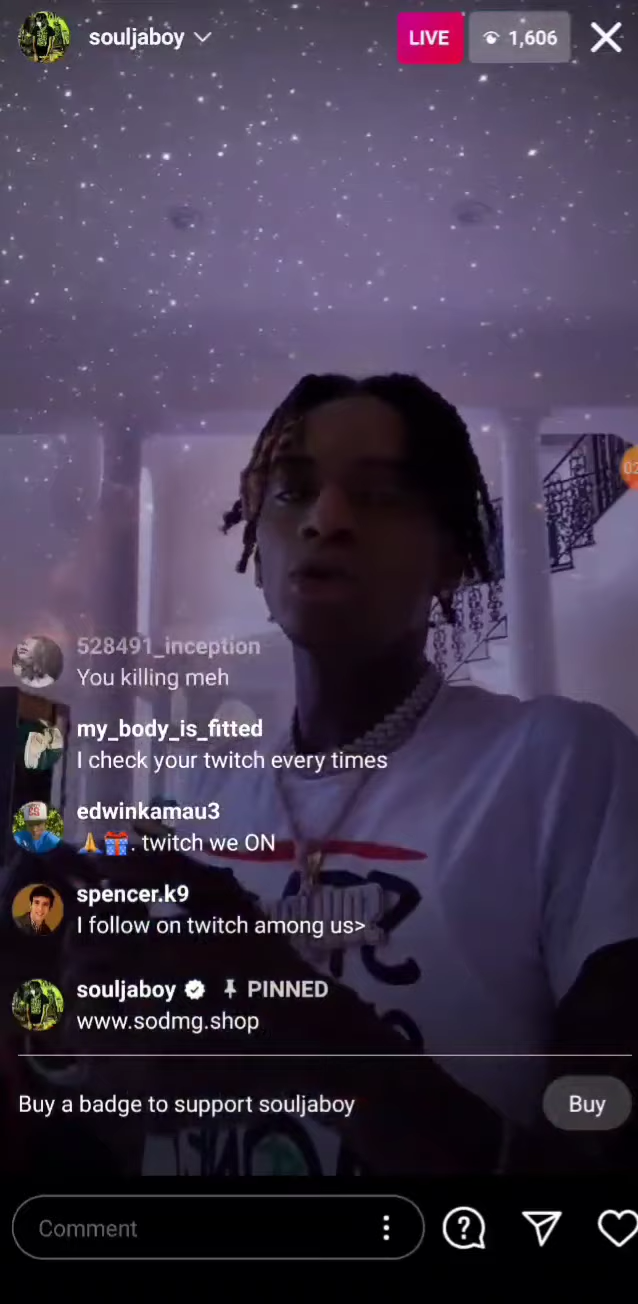 souljaboy
LIVE
1,606
02
528491_inception
You killing meh
my_body_is_fitted
I check your twitch every times
edwinkamau3
🙏🎁. twitch we ON
spencer.k9
I follow on twitch among us>
souljaboy PINNED
www.sodmg.shop
Buy a badge to support souljaboy
Buy
Comment